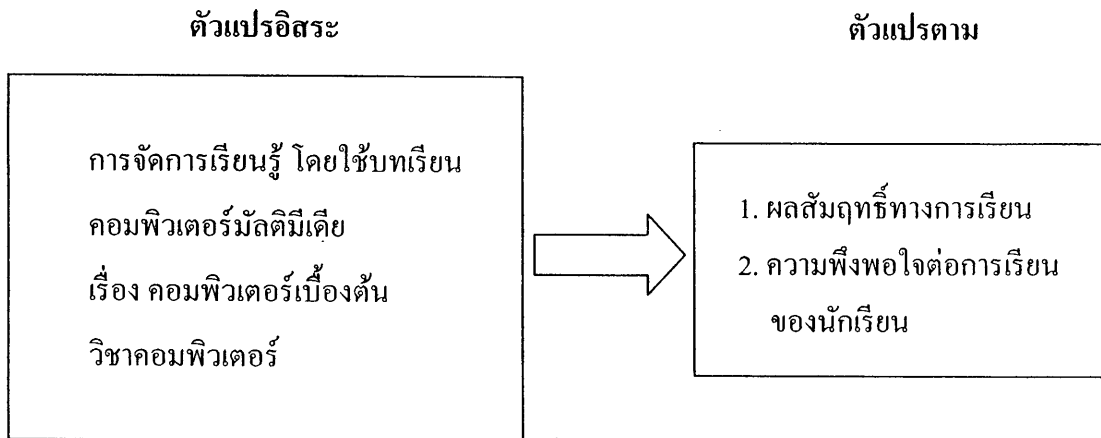 ตัวแปรอิสระ
ตัวแปรตาม
การจัดการเรียนรู้ โดยใช้บทเรียน
คอมพิวเตอร์มัลติมีเดีย
เรื่อง คอมพิวเตอร์เบื้องต้น
วิชาคอมพิวเตอร์
1. ผลสัมฤทธิ์ทางการเรียน
2. ความพึงพอใจต่อการเรียน
ของนักเรียน